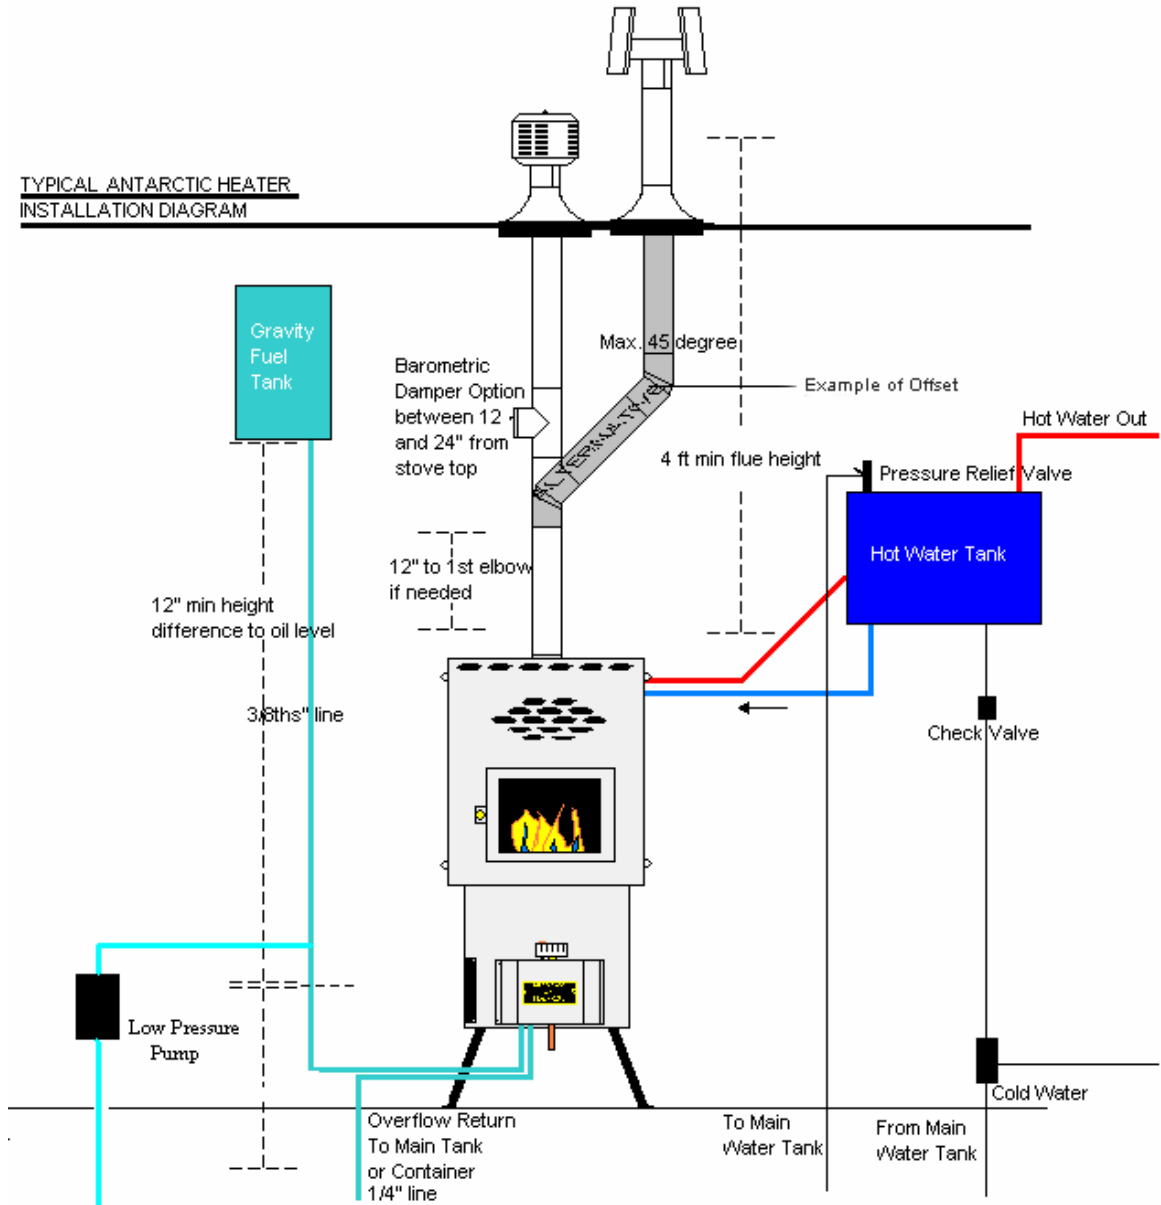 TYPICAL ANTARCTIC HEATER
INSTALLATION DIAGRAM
Gravity
Fuel
Tank
Max. 45 degree
Barometric
Damper Option
between 12
and 24" from
stove top
Example of Offset
Hot Water Out
4 ft min flue height
Pressure Relief Valve
Hot Water Tank
12" to 1st elbow
if needed
12" min height
difference to oil level
3/8ths" line
Check Valve
Low Pressure
Pump
Cold Water
Overflow Return
To Main Tank
or Container
1/4" line
To Main
Water Tank
From Main
Water Tank